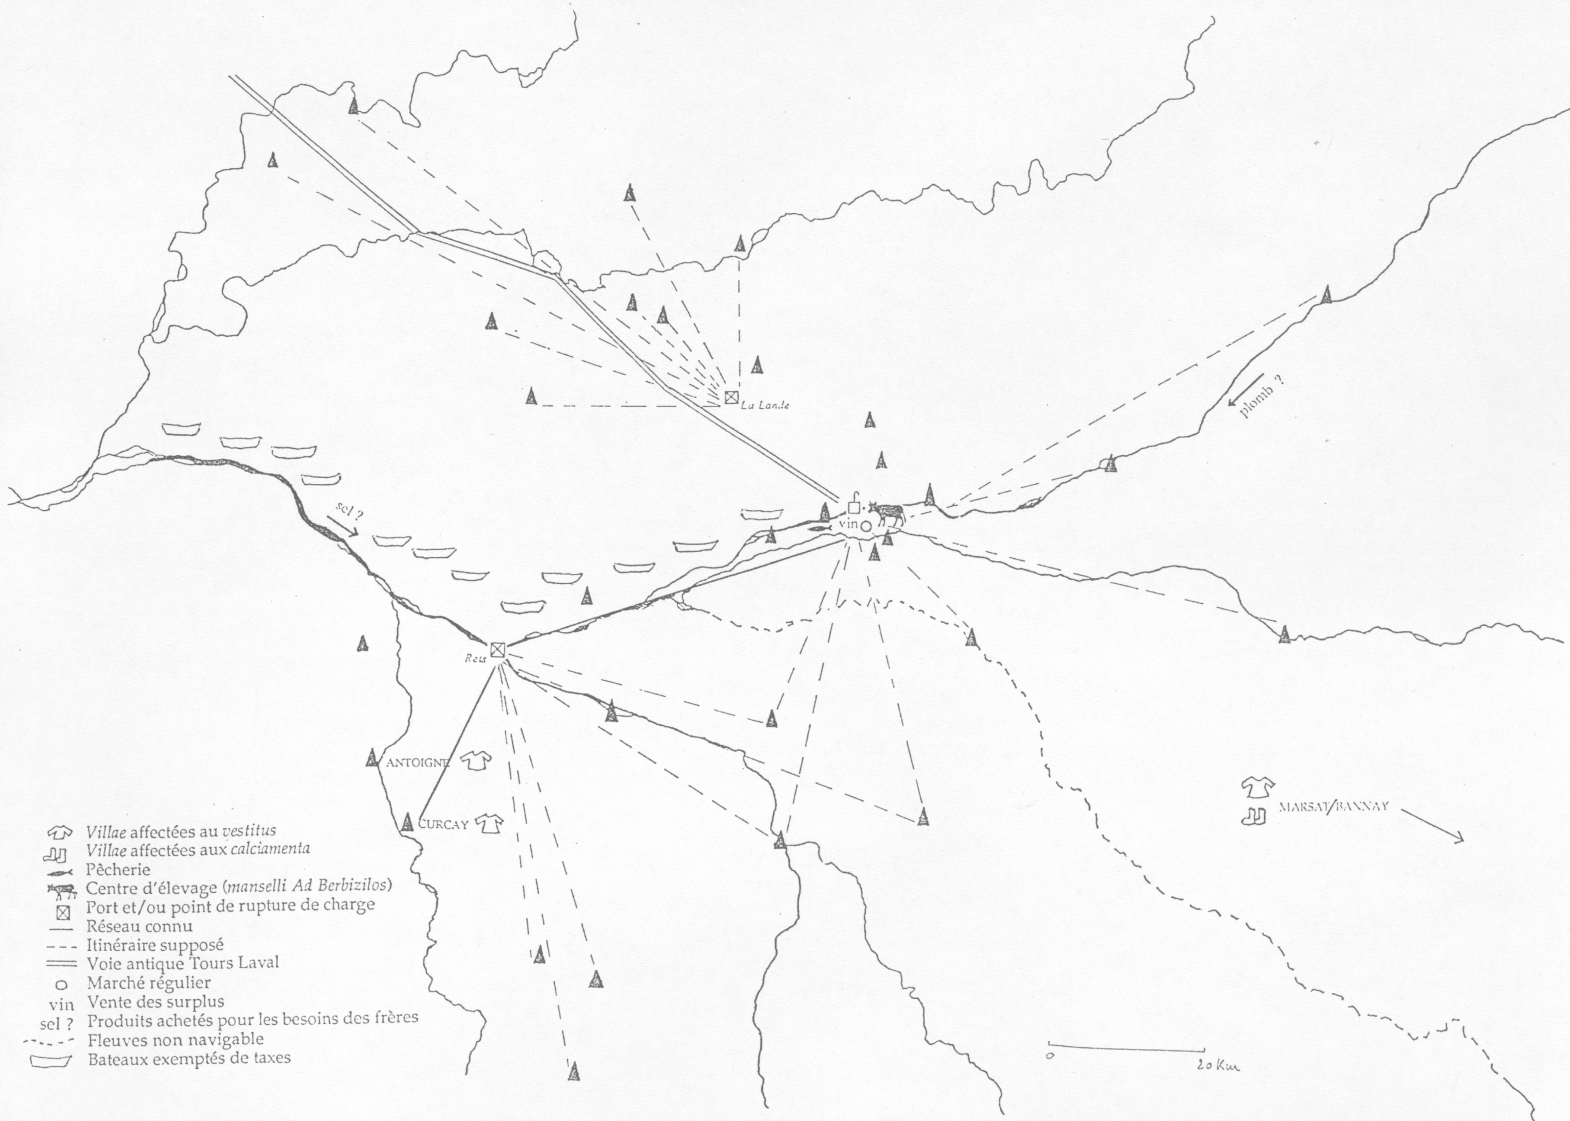 La Lande
plomb ?
sel ?
vin
Rets
ANTOIGNE
CURCAY
MARSAT/BANNAY
Villae affectées au vestitus
Villae affectées aux calciamenta
Pêcherie
Centre d'élevage (manselli Ad Berbizilos)
Port et/ou point de rupture de charge
Réseau connu
Itinéraire supposé
Voie antique Tours Laval
Marché régulier
vin Vente des surplus
sel ? Produits achetés pour les besoins des frères
Fleuves non navigable
Bateaux exemptés de taxes
0 20 Km